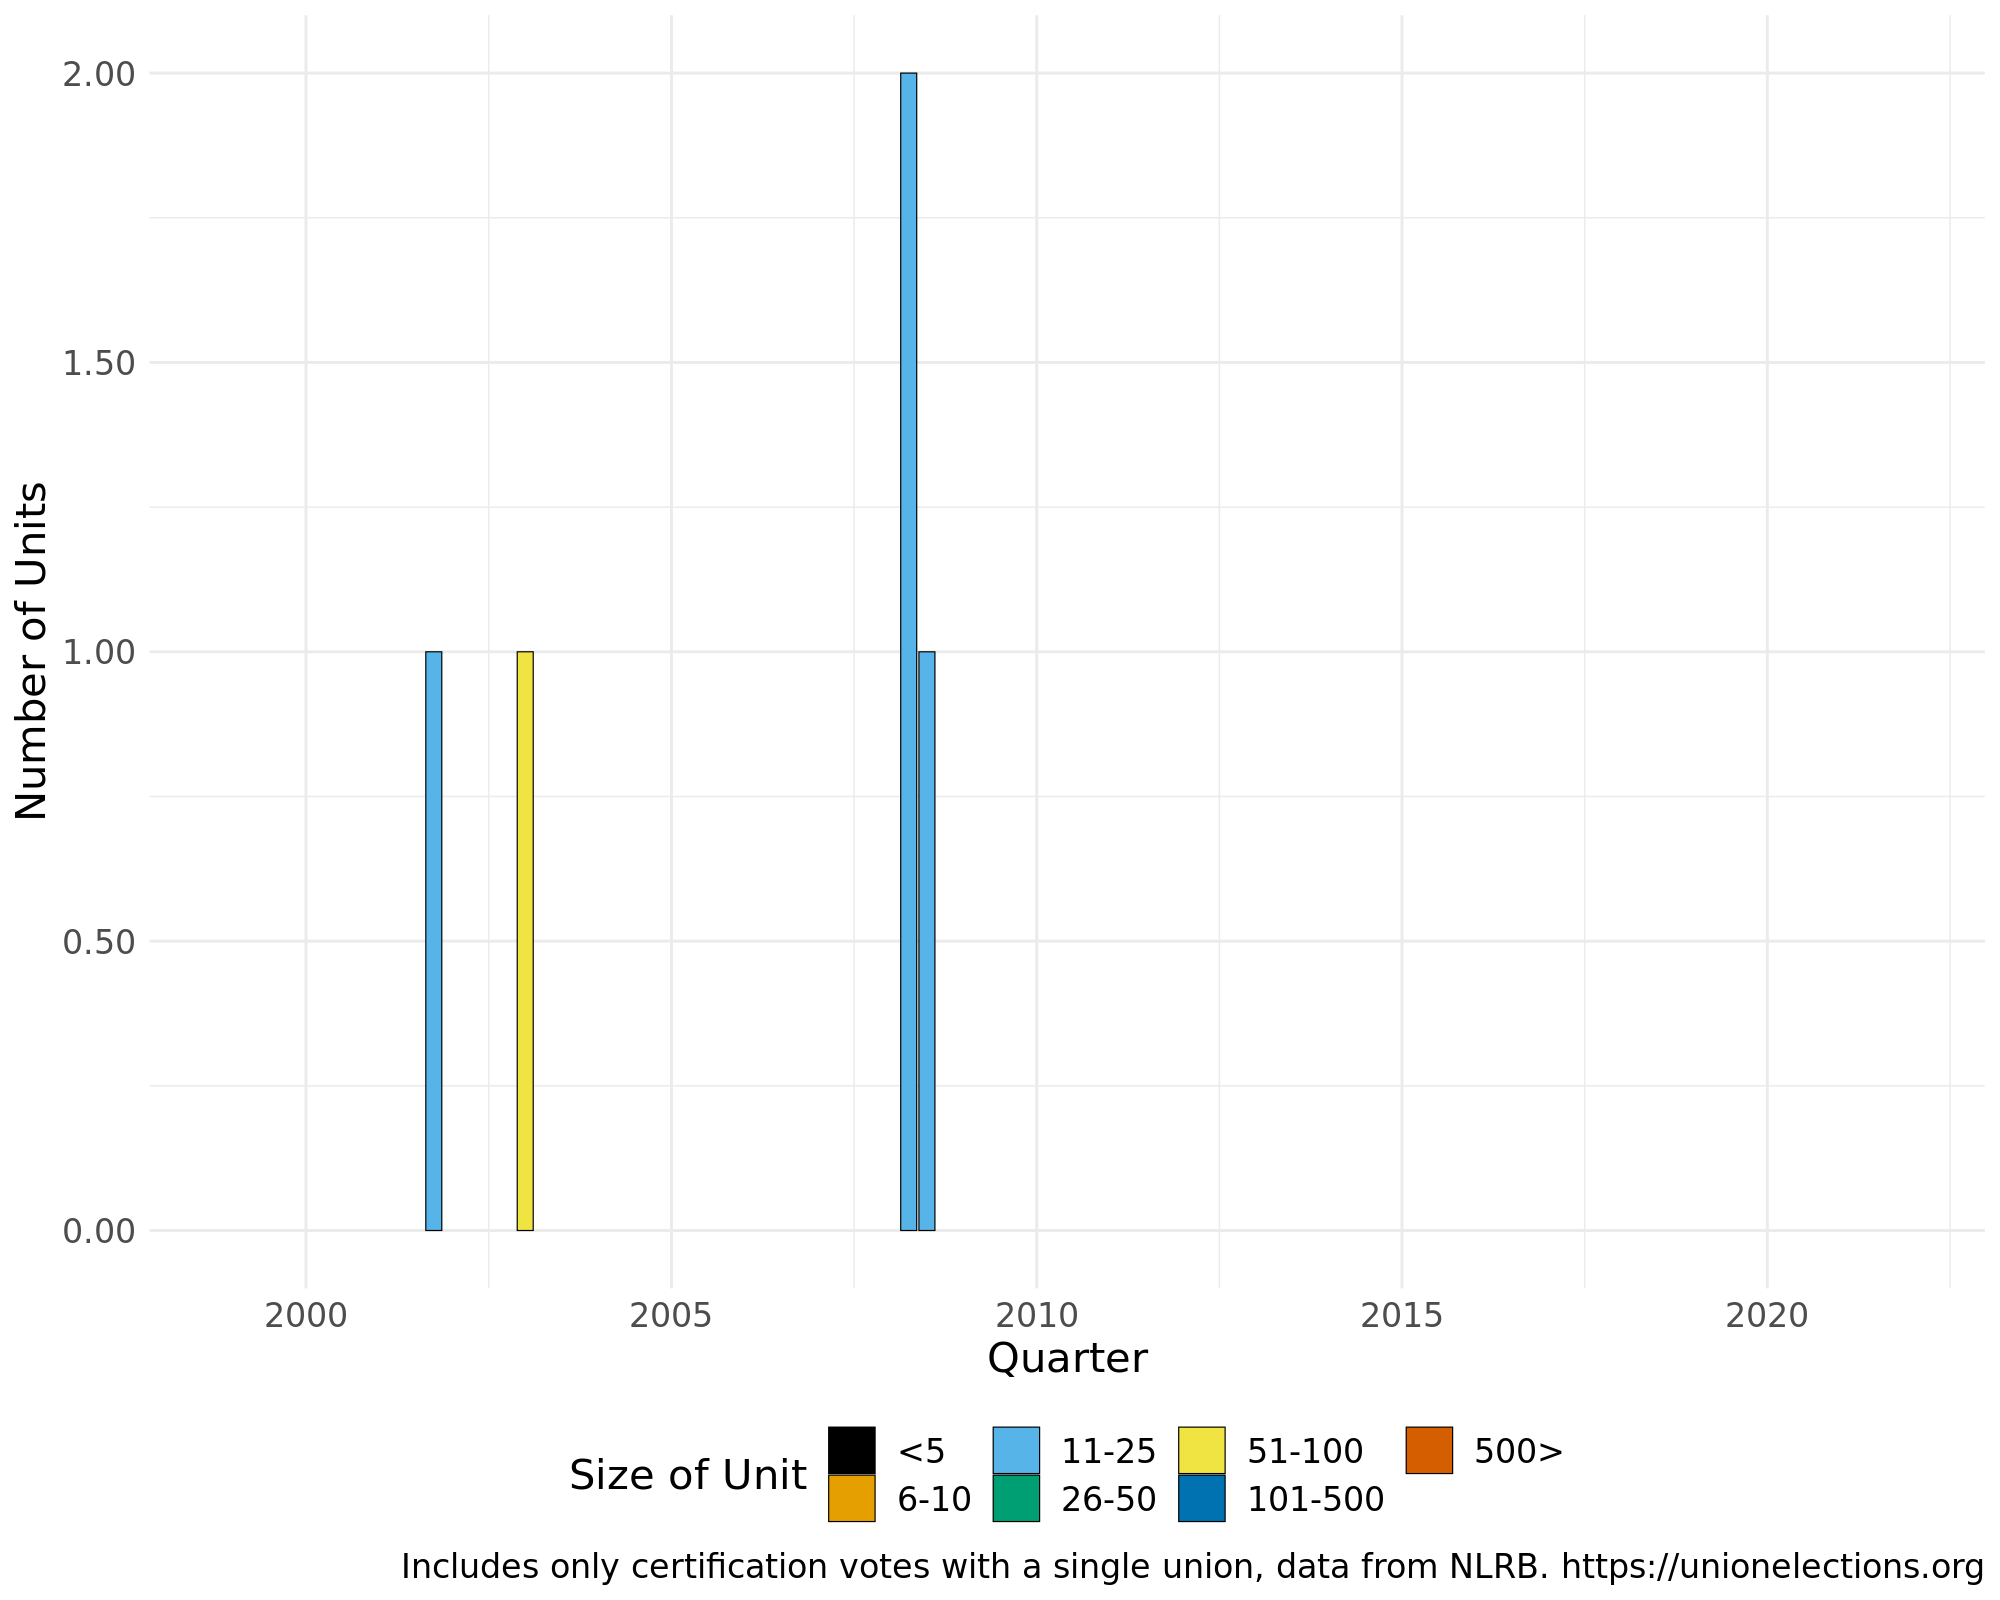 2.00
1.50
1.00
0.50
0.00
Number of Units
2000 2005 2010 2015 2020
Quarter
Size of Unit
<5 11-25 51-100 500>
6-10 26-50 101-500
Includes only certification votes with a single union, data from NLRB. https://unionelections.org